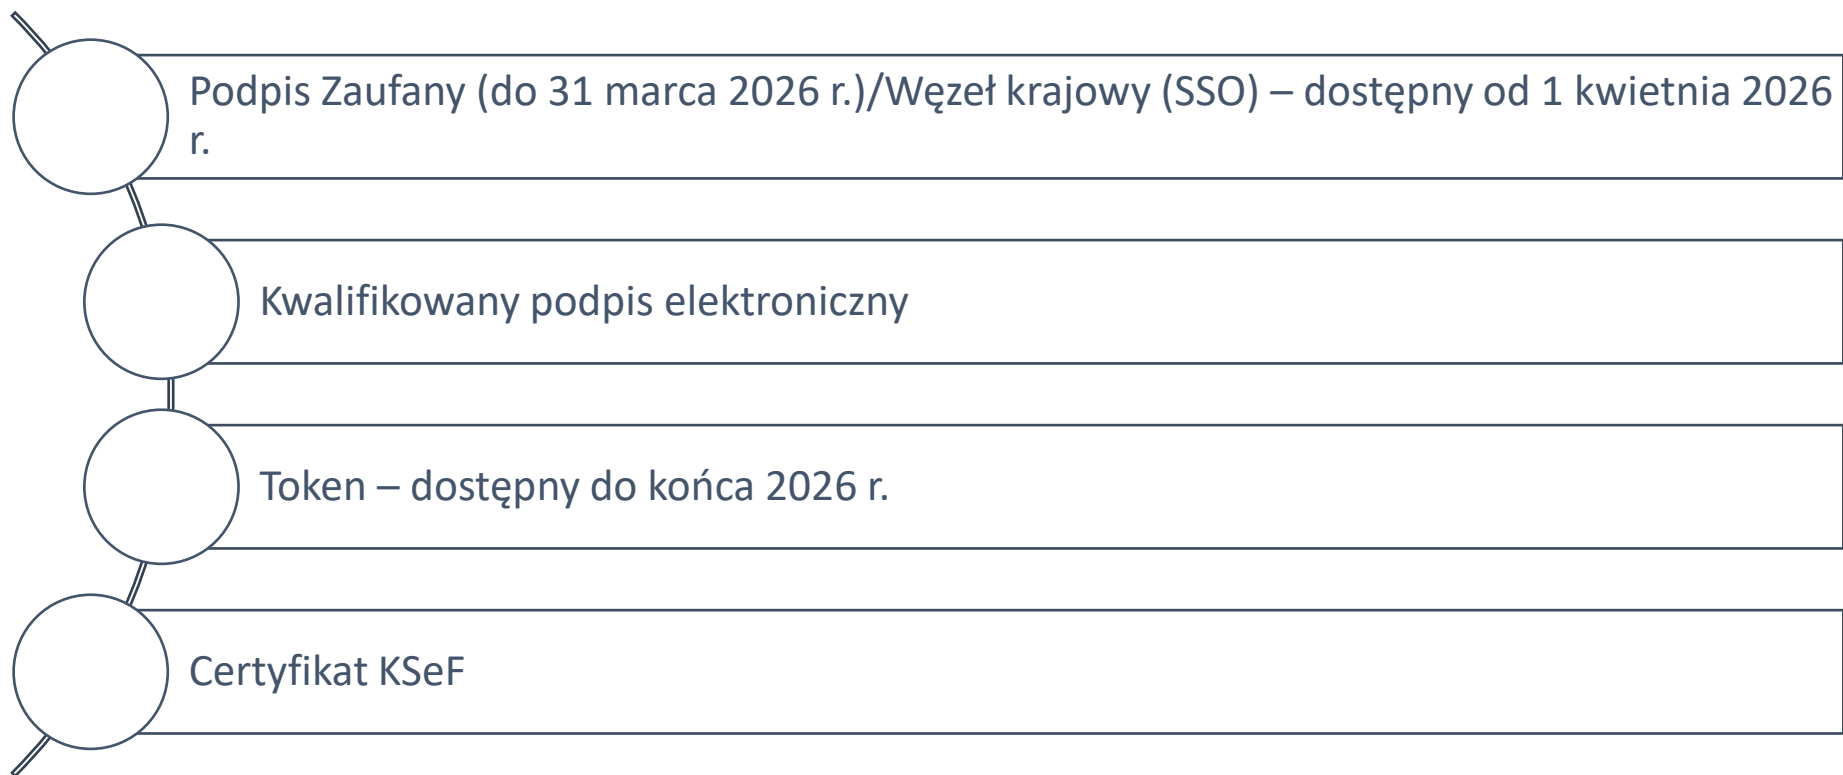 Podpis Zaufany (do 31 marca 2026 r.)/Węzeł krajowy (SSO) – dostępny od 1 kwietnia 2026
r.
Kwalifikowany podpis elektroniczny
Token – dostępny do końca 2026 r.
Certyfikat KSeF